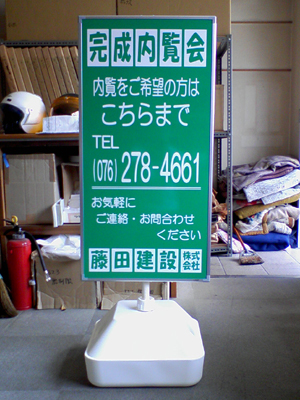 完成内覧会
内覧をご希望の方は
こちらまで
TEL
(076)278-4661
お気軽に
ご連絡・お問合わせ
ください
藤田建設株式会社